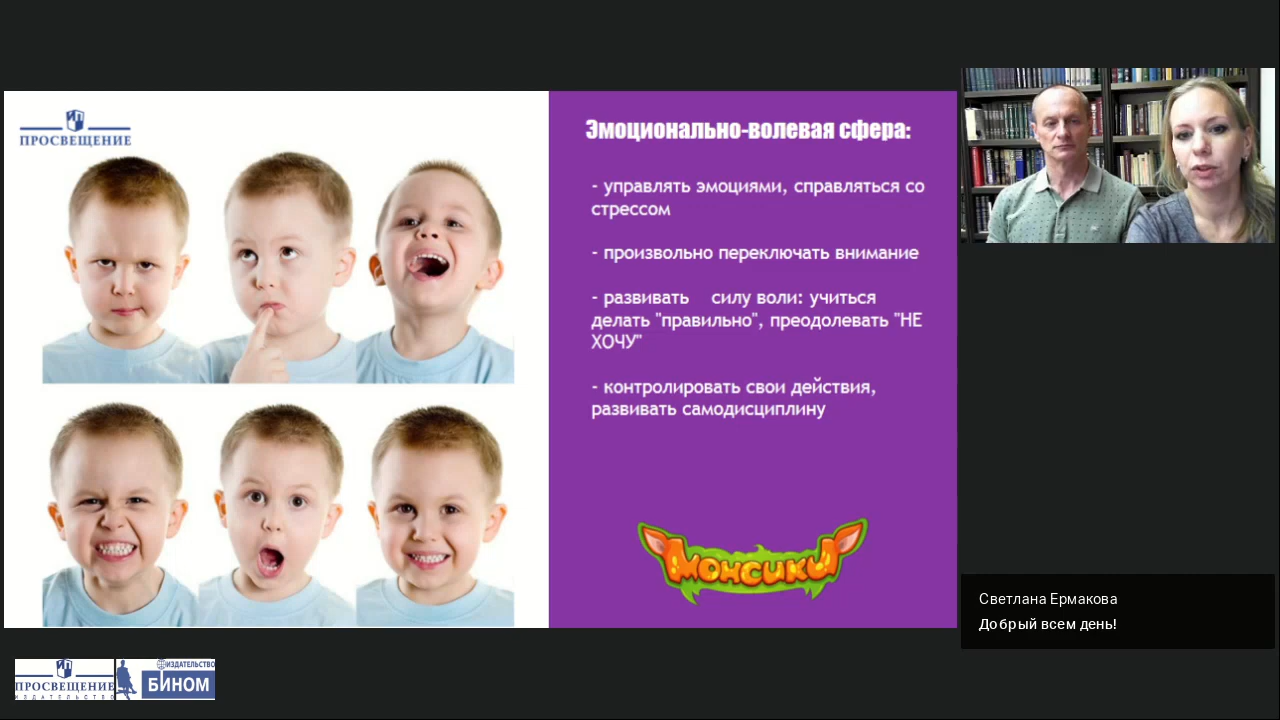 ПРОСВЕЩЕНИЕ
Эмоционально-волевая сфера:
- управлять эмоциями, справляться со
стрессом
- произвольно переключать внимание
- развивать силу воли: учиться
делать "правильно", преодолевать "НЕ
ХОЧУ"
- контролировать свои действия,
развивать самодисциплину
МОНСИКИ
Светлана Ермакова
Добрый всем день!
ПРОСВЕЩЕНИЕ
ИЗДАТЕЛЬСТВО
ИЗДАТЕЛЬСТВО
БИНОМ